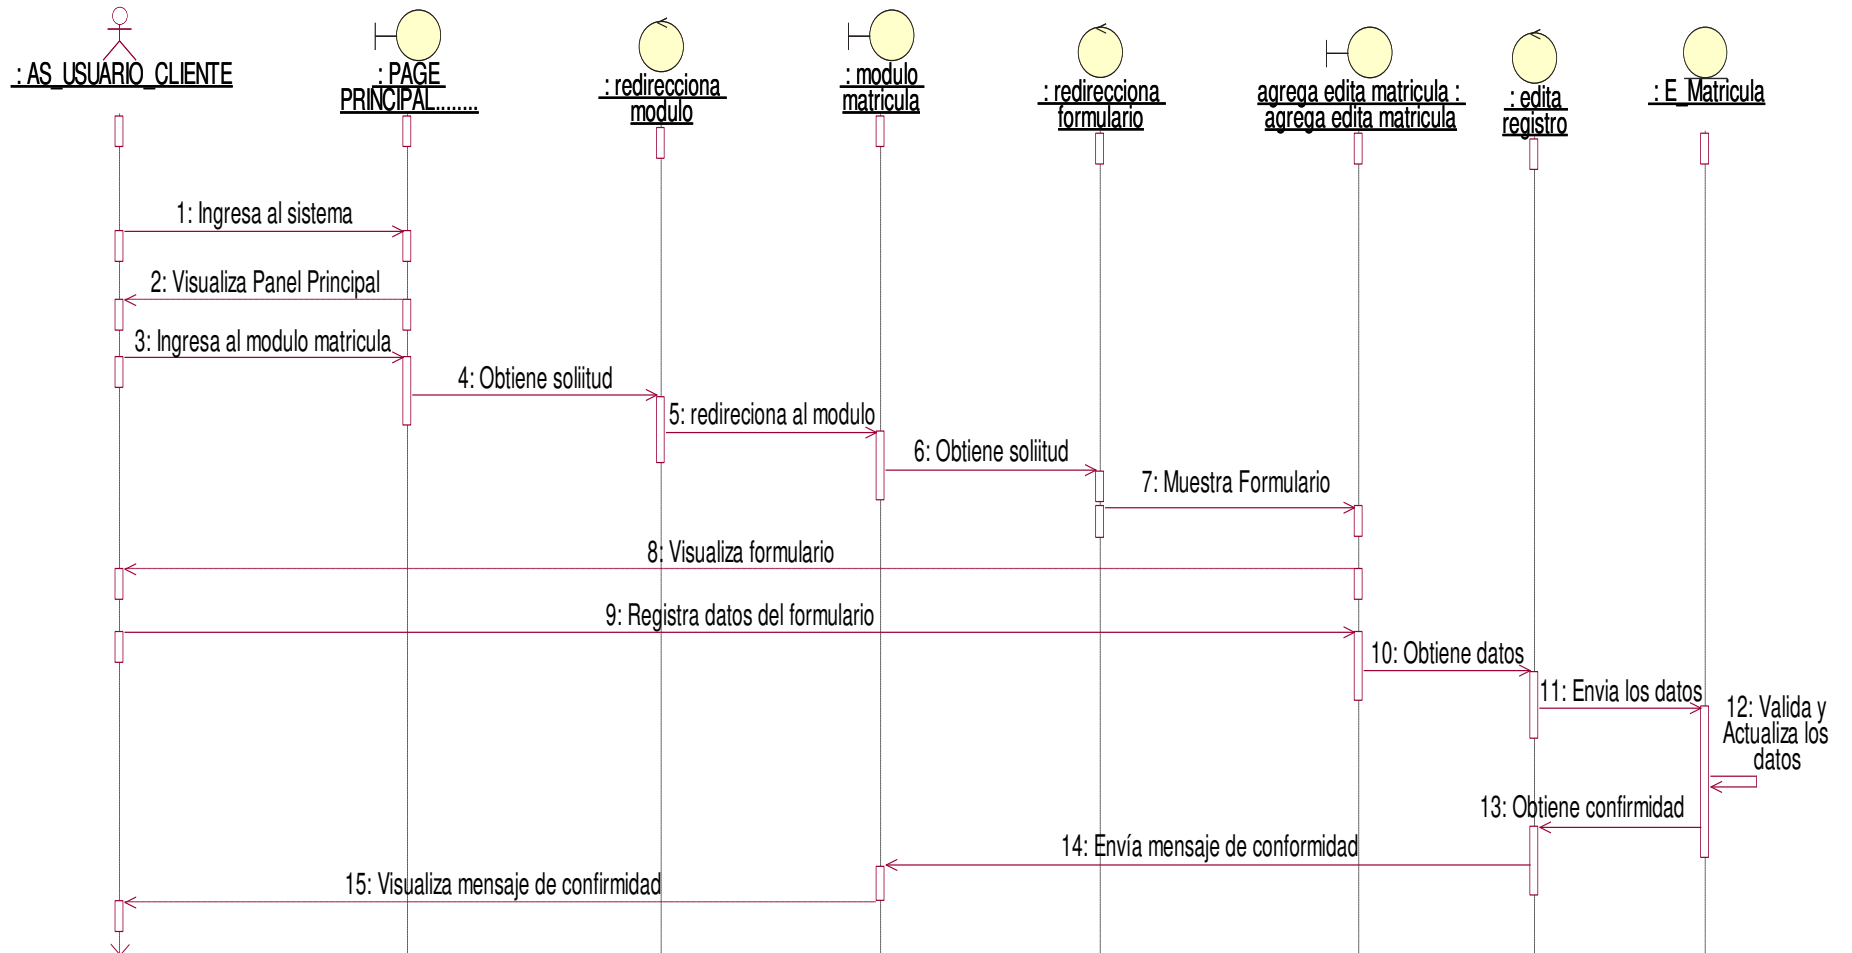 : AS_USUARIO_CLIENTE
: PAGE
PRINCIPAL........
: redirecciona
modulo
: modulo
matricula
: redirecciona
formulario
agrega edita matricula :
agrega edita matricula
: edita
registro
: E_Matricula
1: Ingresa al sistema
2: Visualiza Panel Principal
3: Ingresa al modulo matricula
4: Obtiene soliitud
5: redireciona al modulo
6: Obtiene soliitud
7: Muestra Formulario
8: Visualiza formulario
9: Registra datos del formulario
10: Obtiene datos
11: Envia los datos
12: Valida y
Actualiza los
datos
13: Obtiene confirmidad
14: Envía mensaje de conformidad
15: Visualiza mensaje de confirmidad